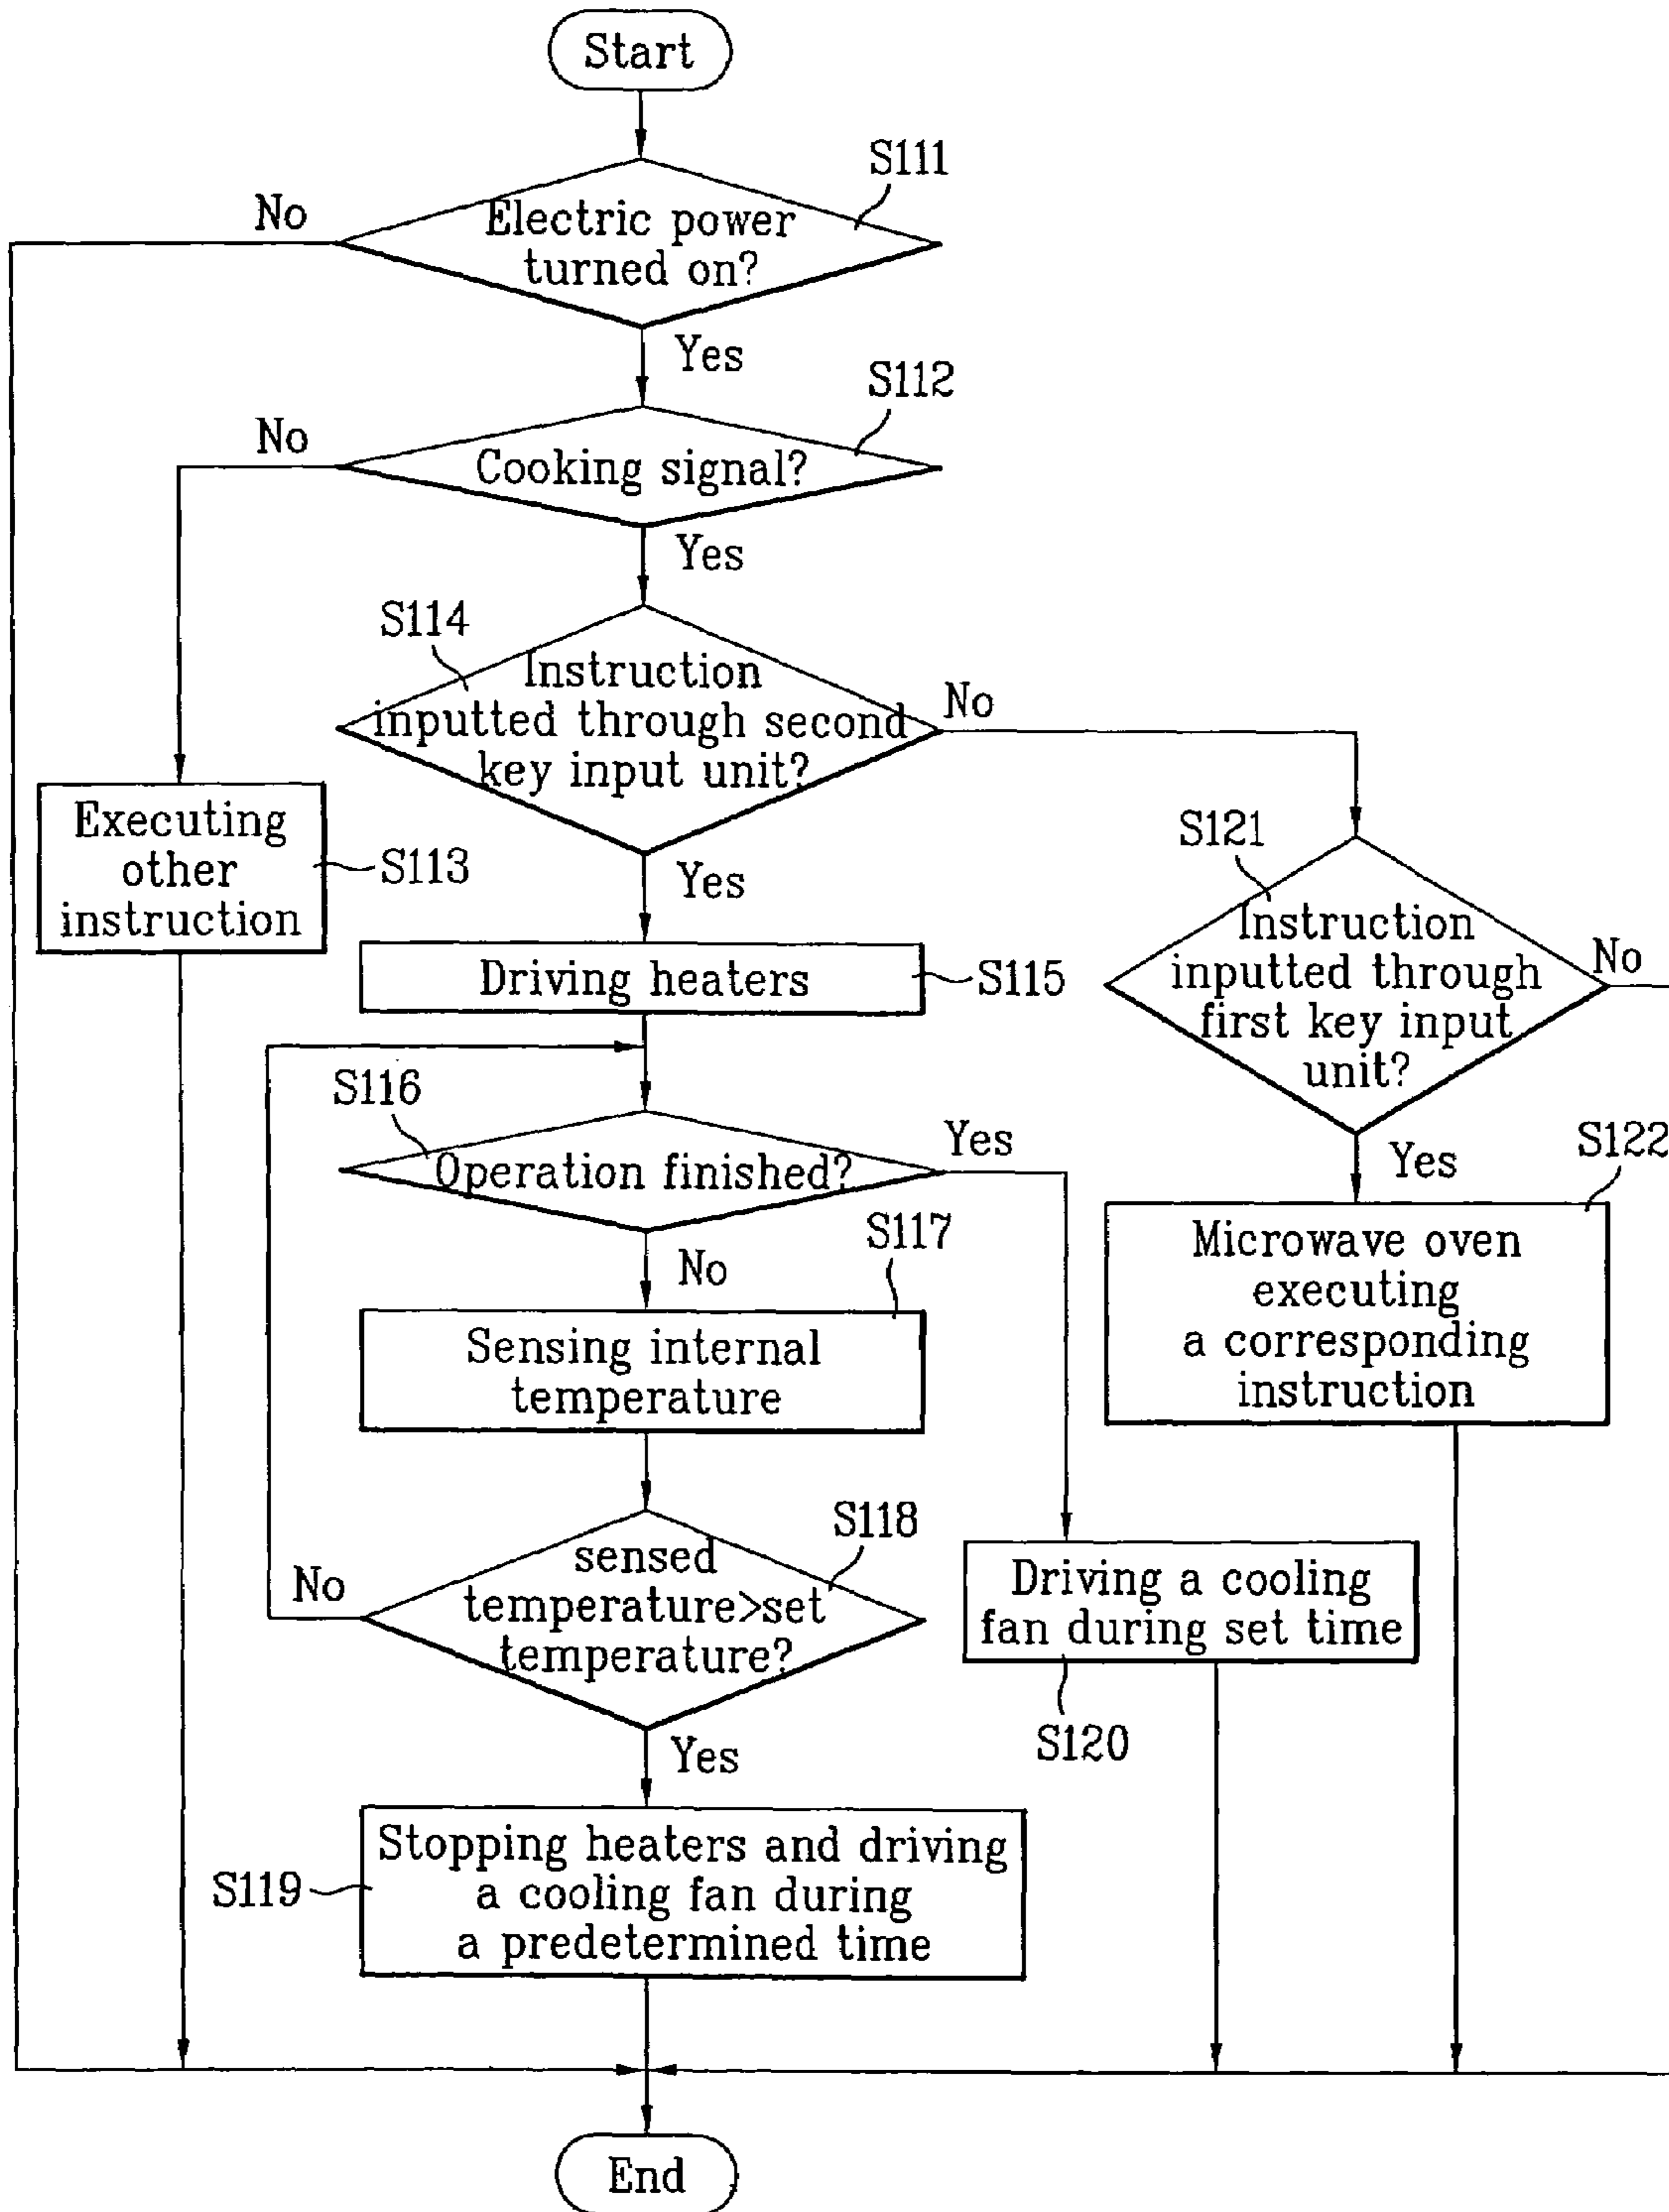 Start
S111
No
Electric power
turned on?
Yes
S112
No
Cooking signal?
Yes
S114
Instruction
inputted through second
key input unit?
No
Executing
other
instruction
S113
Yes
S121
Instruction
inputted through
first key input
unit?
No
Driving heaters
S115
S116
Operation finished?
Yes
Yes
S122
No
S117
Microwave oven
executing
a corresponding
instruction
Sensing internal
temperature
S118
sensed
temperature>set
temperature?
No
Driving a cooling
fan during set time
S120
Yes
Stopping heaters and driving
a cooling fan during
a predetermined time
S119
End